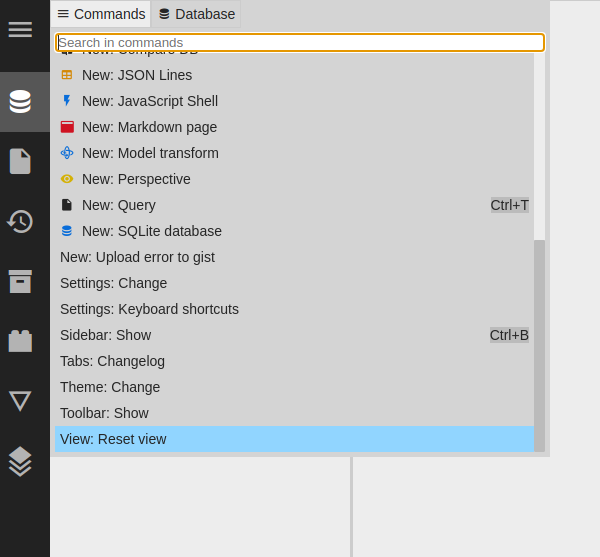 Commands Database
Search in commands
New: Compare DB
New: JSON Lines
New: JavaScript Shell
New: Markdown page
New: Model transform
New: Perspective
New: Query Ctrl+T
New: SQLite database
New: Upload error to gist
Settings: Change
Settings: Keyboard shortcuts
Sidebar: Show Ctrl+B
Tabs: Changelog
Theme: Change
Toolbar: Show
View: Reset view